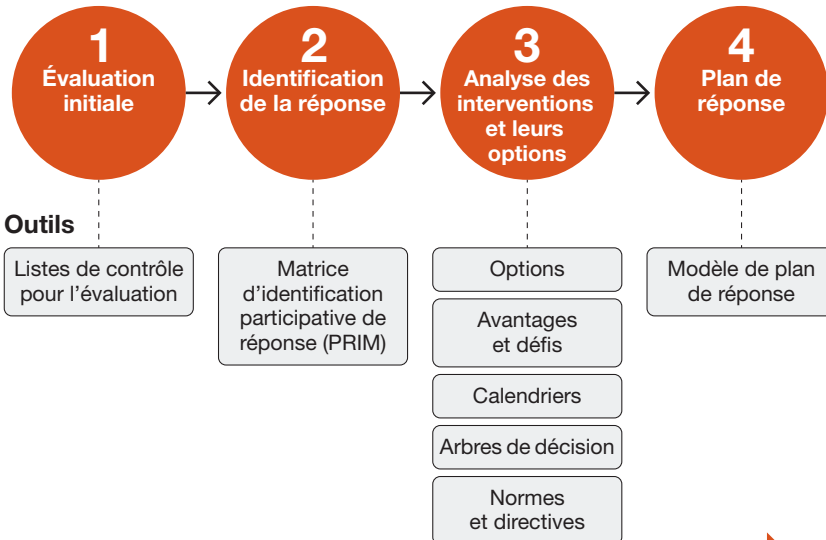 1
Évaluation
initiale
2
Identification
de la réponse
3
Analyse des
interventions
et leurs
options
4
Plan de
réponse
Outils
Listes de contrôle
pour l'évaluation
Matrice
d'identification
participative de
réponse (PRIM)
Options
Avantages
et défis
Calendriers
Arbres de décision
Normes
et directives
Modèle de plan
de réponse